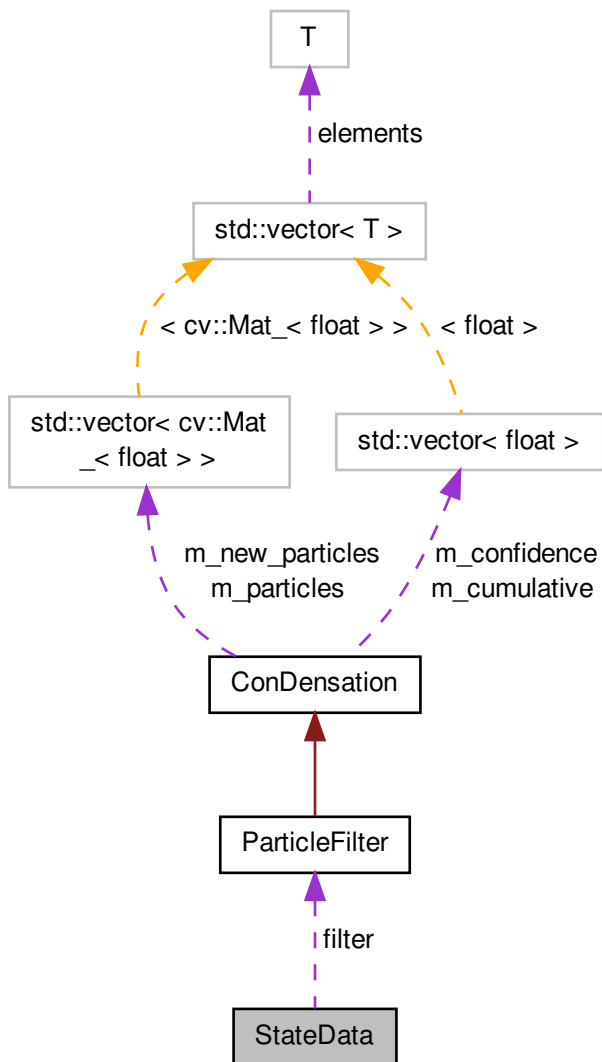 T
elements
std::vector< T >
< cv::Mat_< float > >
< float >
std::vector< cv::Mat
_< float > >
std::vector< float >
m_new_particles
m_particles
m_confidence
m_cumulative
ConDensation
ParticleFilter
filter
StateData